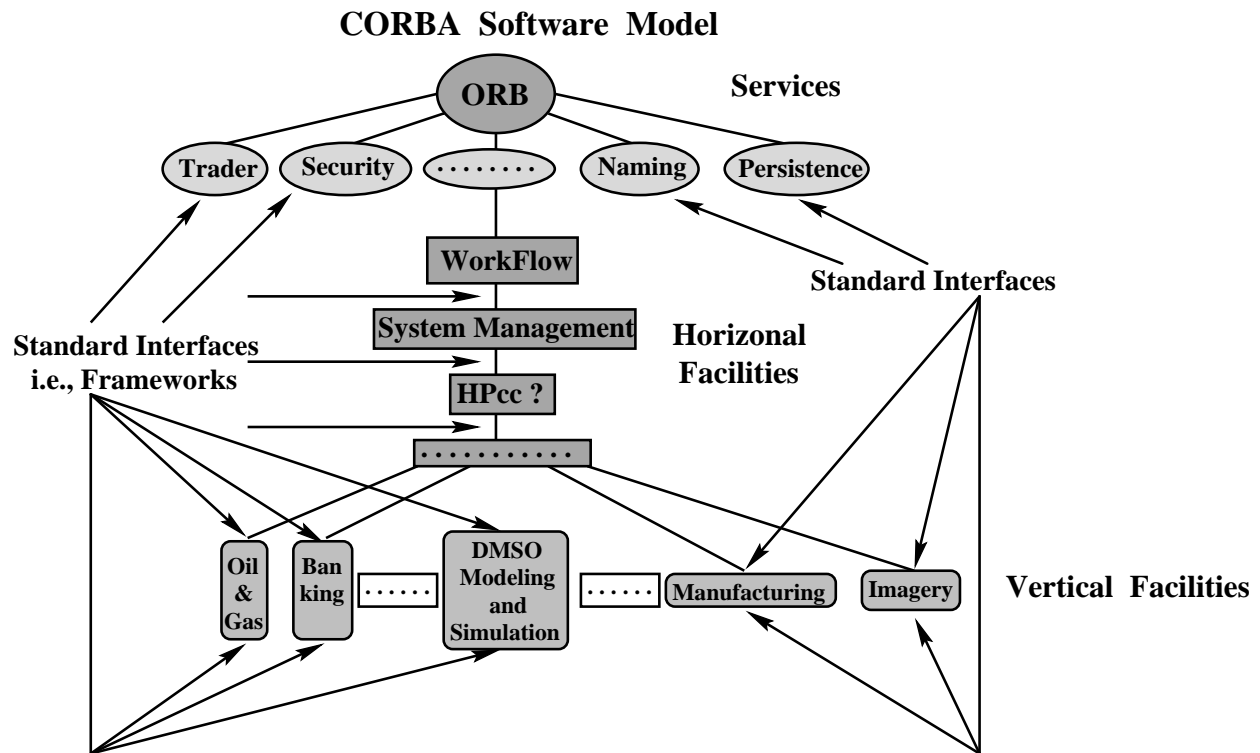 CORBA Software Model
ORB
Services
Trader
Security
. . . . . . . .
Naming
Persistence
WorkFlow
Standard Interfaces
System Management
Horizonal
Facilities
Standard Interfaces
i.e., Frameworks
HPcc ?
. . . . . . . . . . .
Oil
&
Gas
Ban
king
. . . . . .
DMSO
Modeling
and
Simulation
. . . . . .
Manufacturing
Imagery
Vertical Facilities